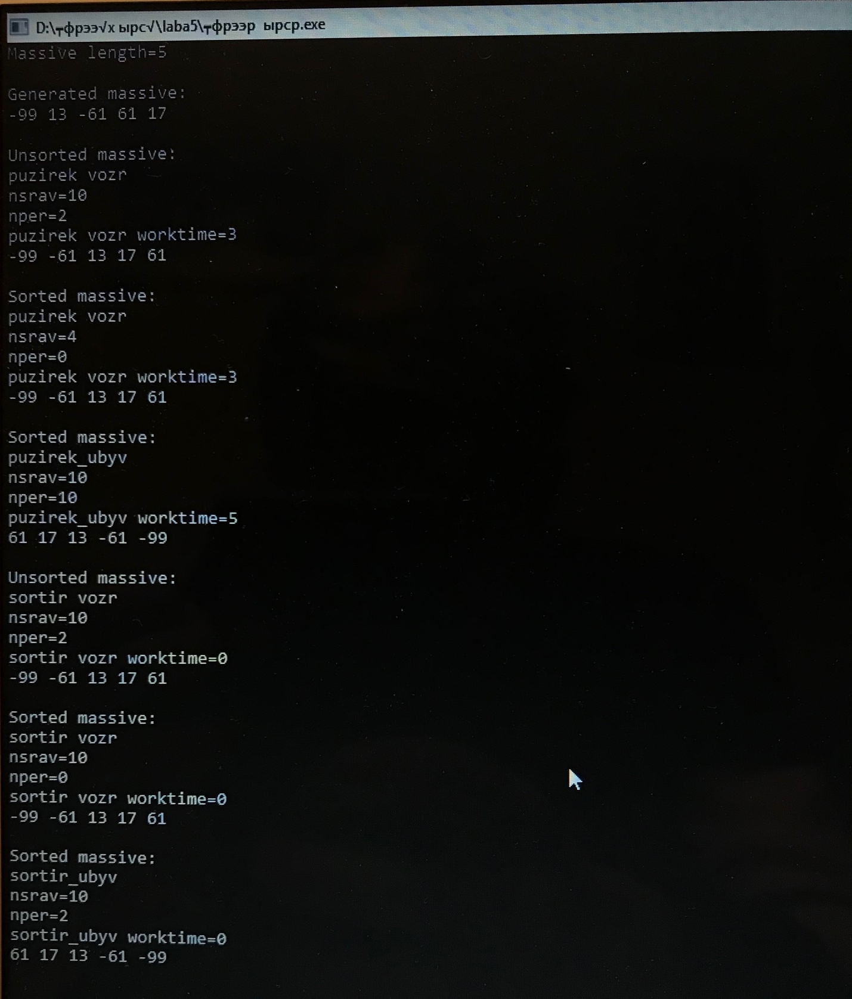 D:\┬фрээ√х ырс√\laba5\┬фрээр ырср.exe
Massive length=5
Generated massive:
-99 13 -61 61 17
Unsorted massive:
puzirek vozr
nsrav=10
nper=2
puzirek vozr worktime=3
-99 -61 13 17 61
Sorted massive:
puzirek vozr
nsrav=4
nper=0
puzirek vozr worktime=3
-99 -61 13 17 61
Sorted massive:
puzirek_ubyv
nsrav=10
nper=10
puzirek_ubyv worktime=5
61 17 13 -61 -99
Unsorted massive:
sortir vozr
nsrav=10
nper=2
sortir vozr worktime=0
-99 -61 13 17 61
Sorted massive:
sortir vozr
nsrav=10
nper=0
sortir vozr worktime=0
-99 -61 13 17 61
Sorted massive:
sortir_ubyv
nsrav=10
nper=2
sortir_ubyv worktime=0
61 17 13 -61 -99